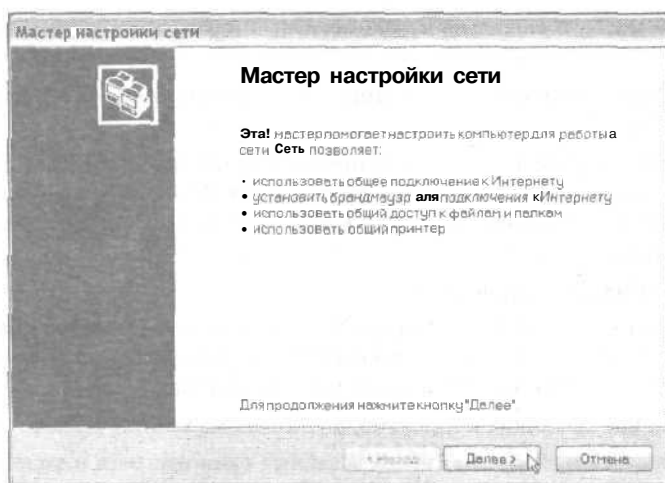 Мастер настройки сети
Мастер настройки сети
Эта! мастер помогает настроить компьютер для работы а
сети Сеть позволяет:
• использовать общее подключение к Интернету
• установить брандмауэр аля подключения к Интернету
• использовать общий доступ к файлам и папкам
• использовать общий принтер
Для продолжения нажмите кнопку "Далее"
< Назад Далее > Отмена